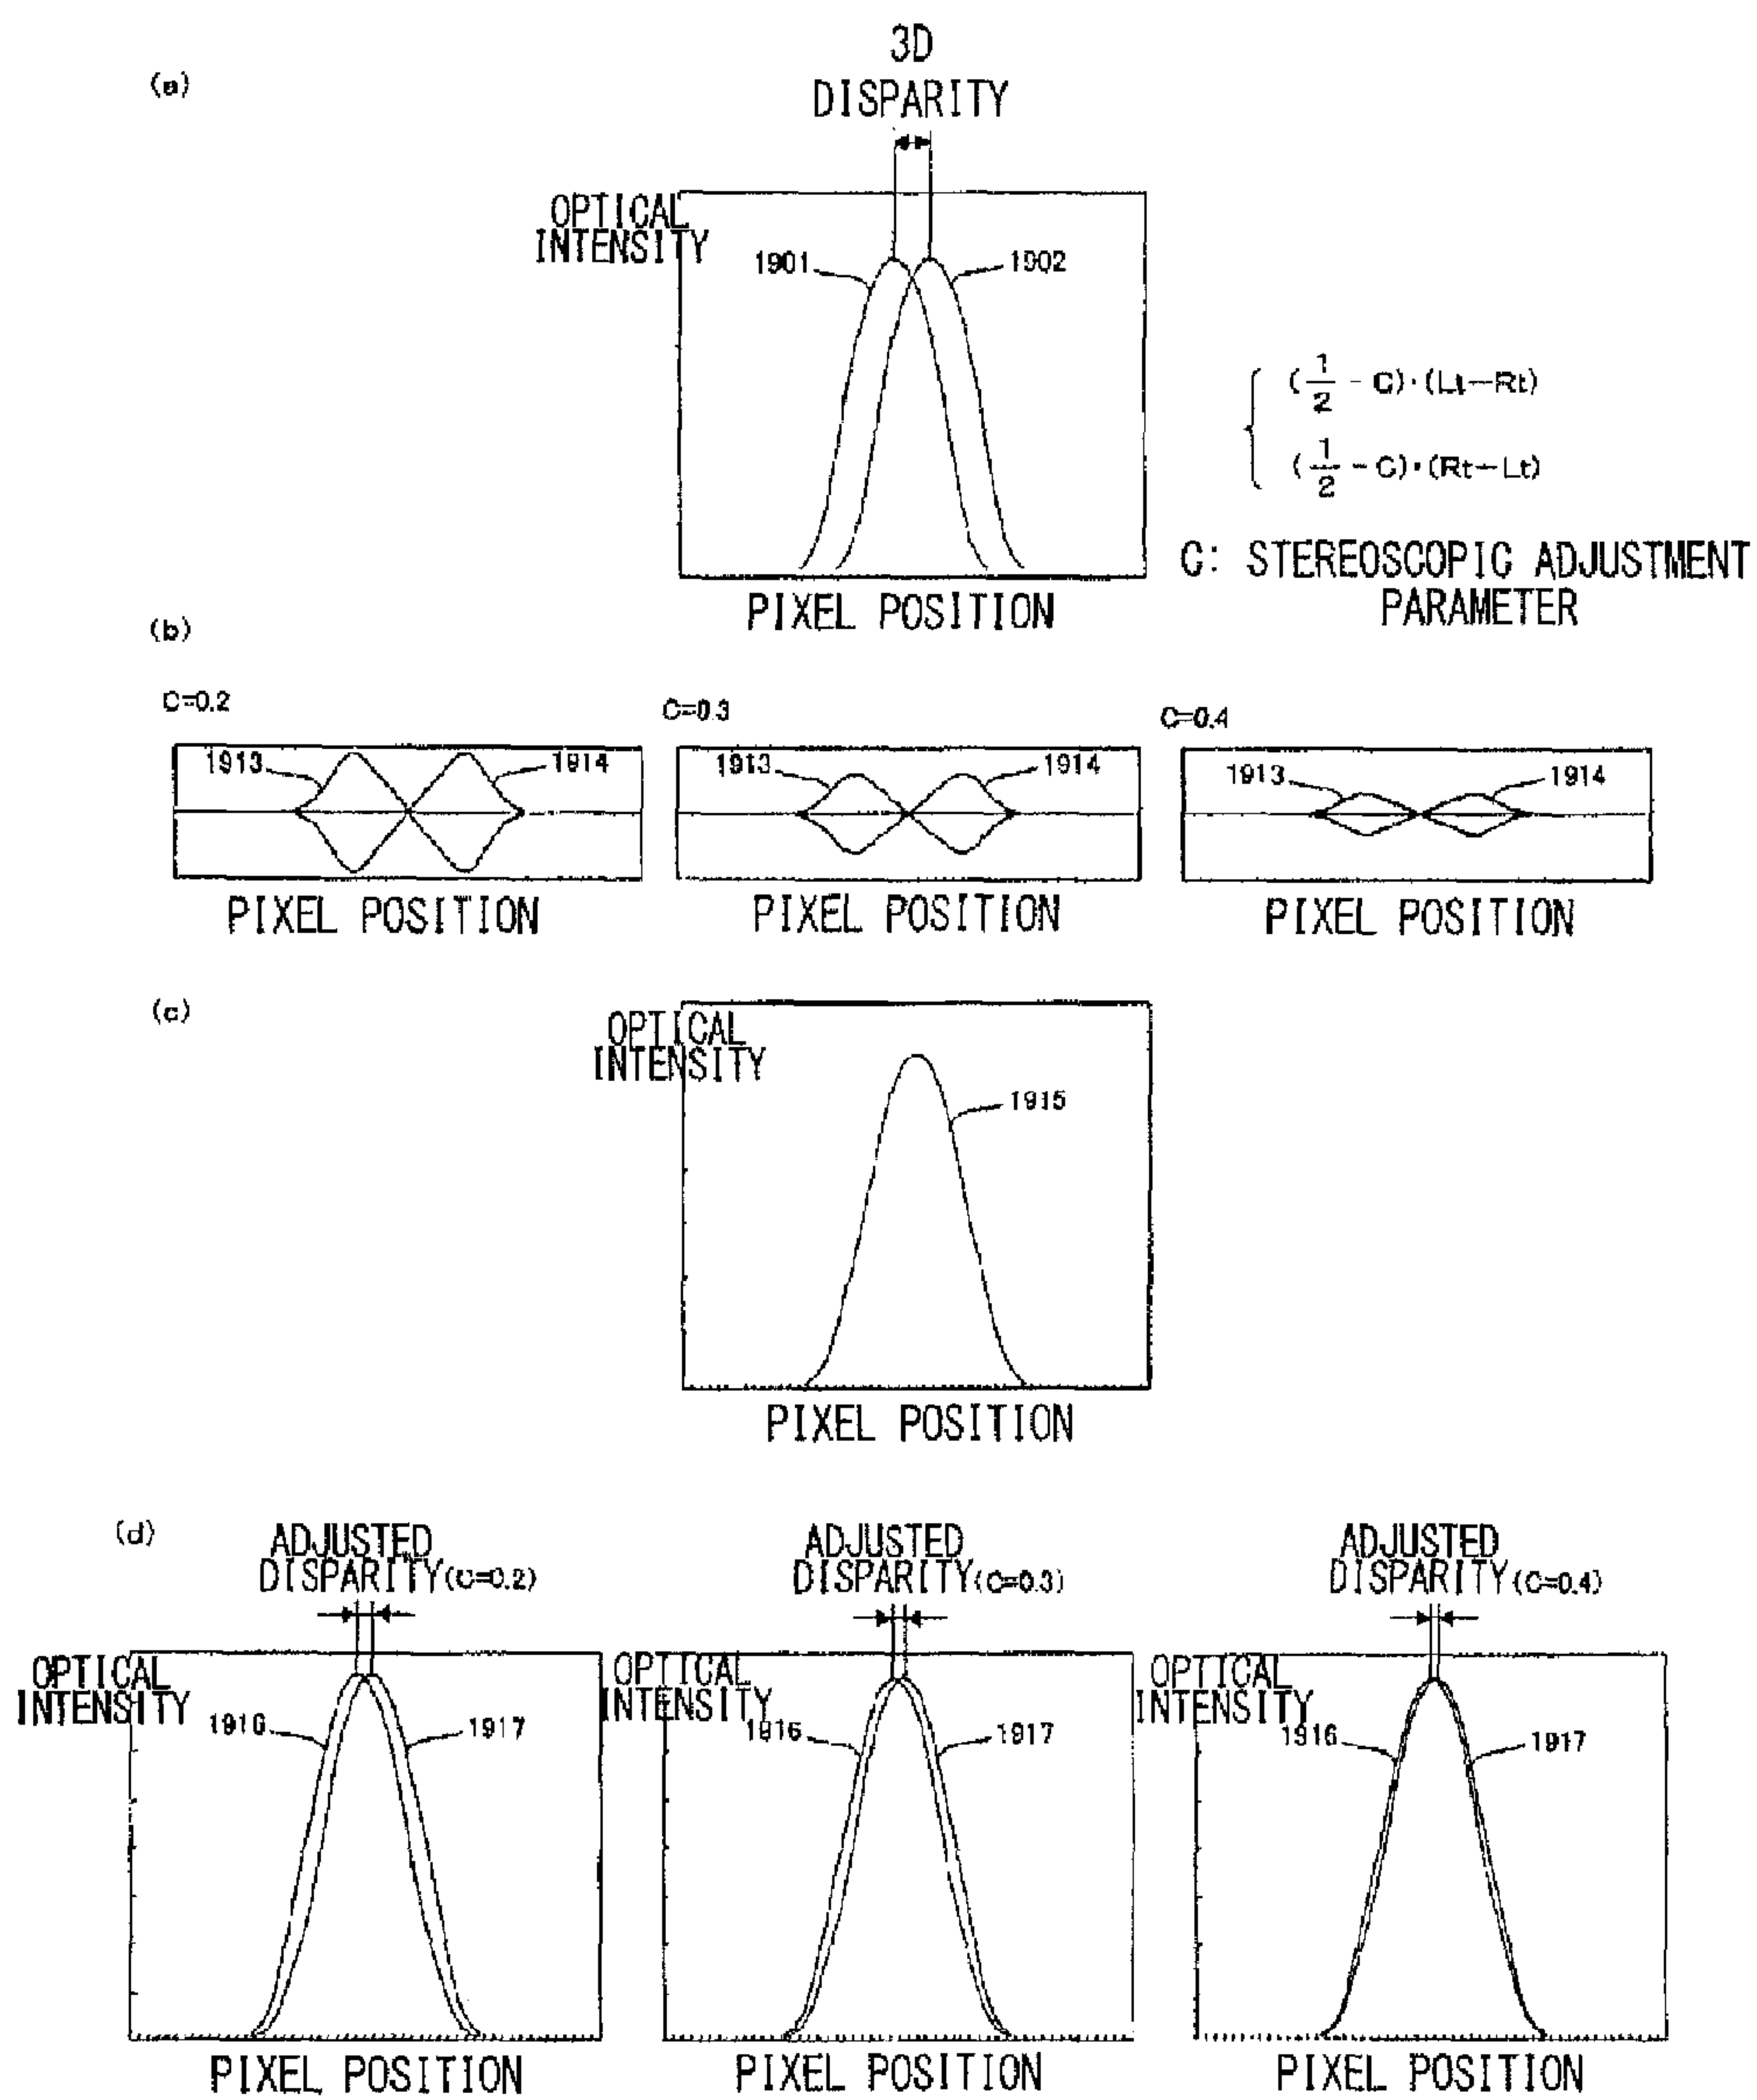 (a)
3D
DISPARITY
OPTICAL
INTENSITY
1901
1902
PIXEL POSITION
{ (1/2 - C)·(Lt-Rt)
(1/2 - C)·(Rt-Lt)
C: STEREOSCOPIC ADJUSTMENT
PARAMETER
(b)
C=0.2
1913
1914
PIXEL POSITION
C=0.3
1913
1914
PIXEL POSITION
C=0.4
1913
1914
PIXEL POSITION
(c)
OPTICAL
INTENSITY
1915
PIXEL POSITION
(d)
ADJUSTED
DISPARITY(C=0.2)
OPTICAL
INTENSITY
1916
1917
PIXEL POSITION
ADJUSTED
DISPARITY(C=0.3)
OPTICAL
INTENSITY
1916
1917
PIXEL POSITION
ADJUSTED
DISPARITY(C=0.4)
OPTICAL
INTENSITY
1916
1917
PIXEL POSITION